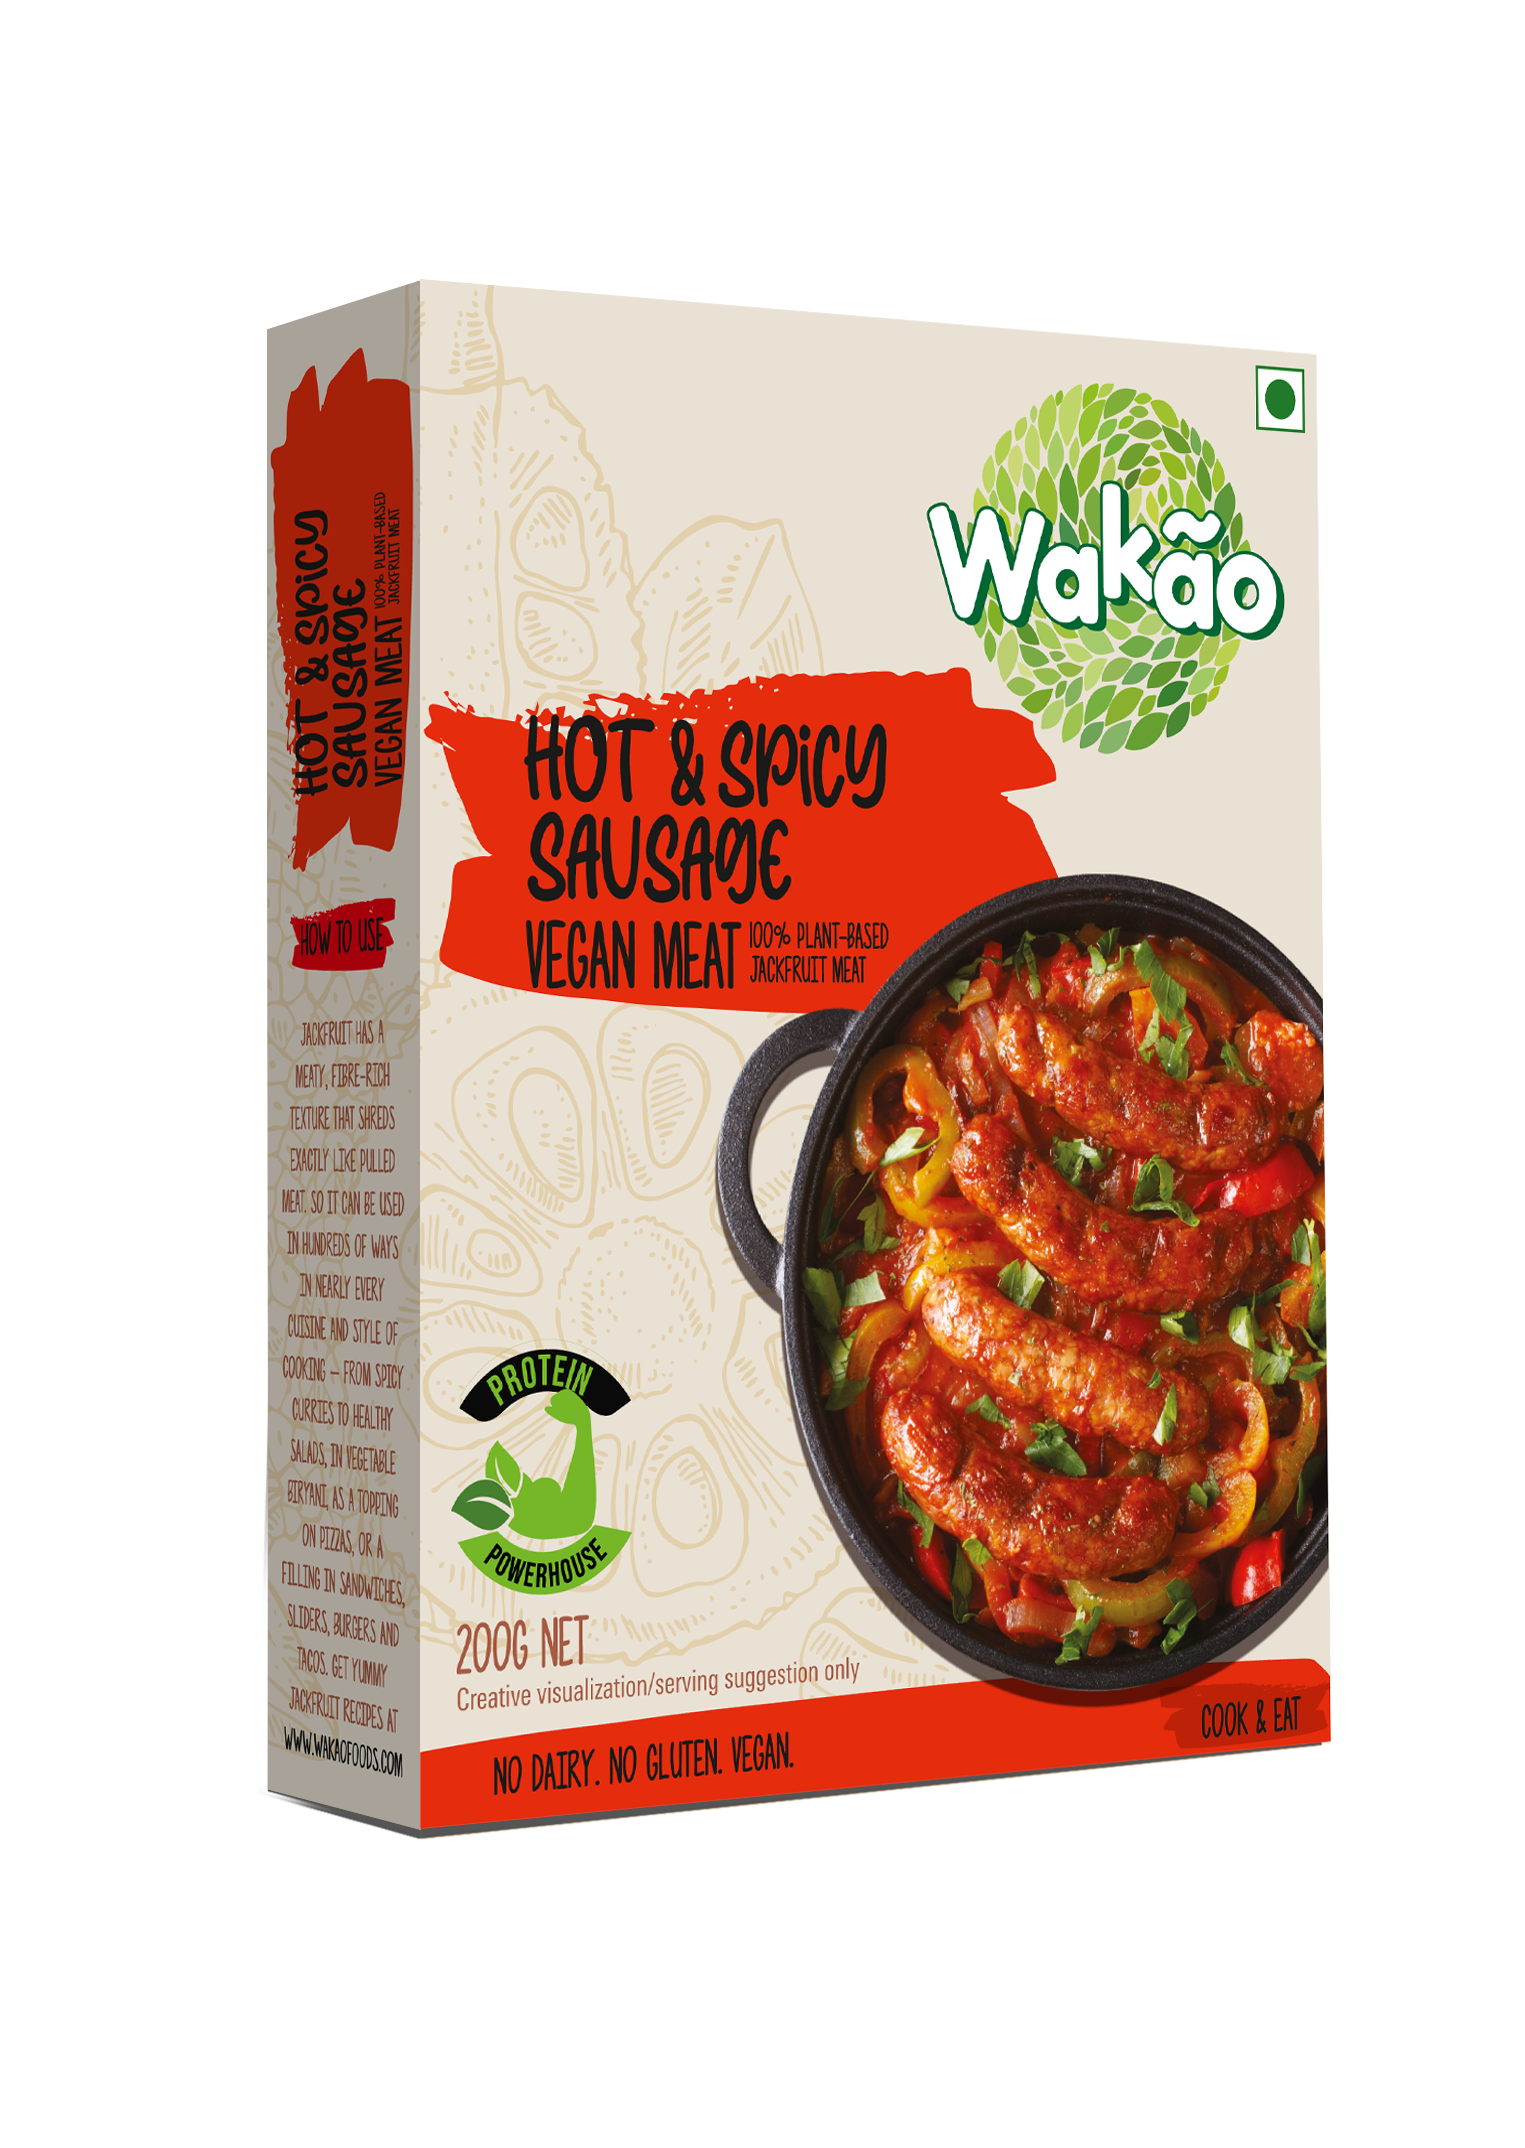 HOT & SPICY
SAUSAGE
VEGAN MEAT
100% PLANT-BASED
JACKFRUIT MEAT
HOW TO USE
JACKFRUIT HAS A
MEATY, FIBRE-RICH
TEXTURE THAT SHREDS
EXACTLY LIKE PULLED
MEAT. SO IT CAN BE USED
IN HUNDREDS OF WAYS
IN NEARLY EVERY
CUISINE AND STYLE OF
COOKING – FROM SPICY
CURRIES TO HEALTHY
SALADS, IN VEGETABLE
BIRYANI, AS A TOPPING
ON PIZZAS, OR A
FILLING IN SANDWICHES,
SLIDERS, BURGERS AND
TACOS. GET YUMMY
JACKFRUIT RECIPES AT
WWW.WAKAOFOODS.COM
Wakão
HOT & SPICY
SAUSAGE
VEGAN MEAT
100% PLANT-BASED
JACKFRUIT MEAT
PROTEIN
POWERHOUSE
200G NET
Creative visualization/serving suggestion only
NO DAIRY. NO GLUTEN. VEGAN.
COOK & EAT